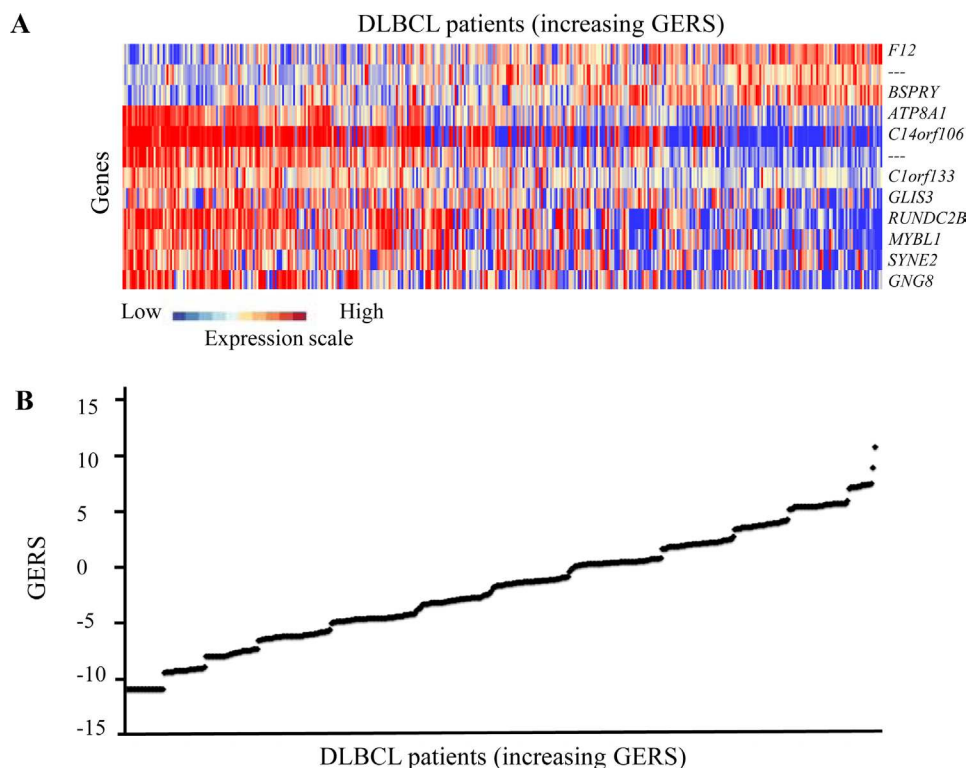 A
DLBCL patients (increasing GERS)
Genes
F12
---
BSPRY
ATP8A1
C14orf106
---
C1orf133
GLIS3
RUNDC2B
MYBL1
SYNE2
GNG8
Low
High
Expression scale
B
GERS
15
10
5
0
-5
-10
-15
DLBCL patients (increasing GERS)